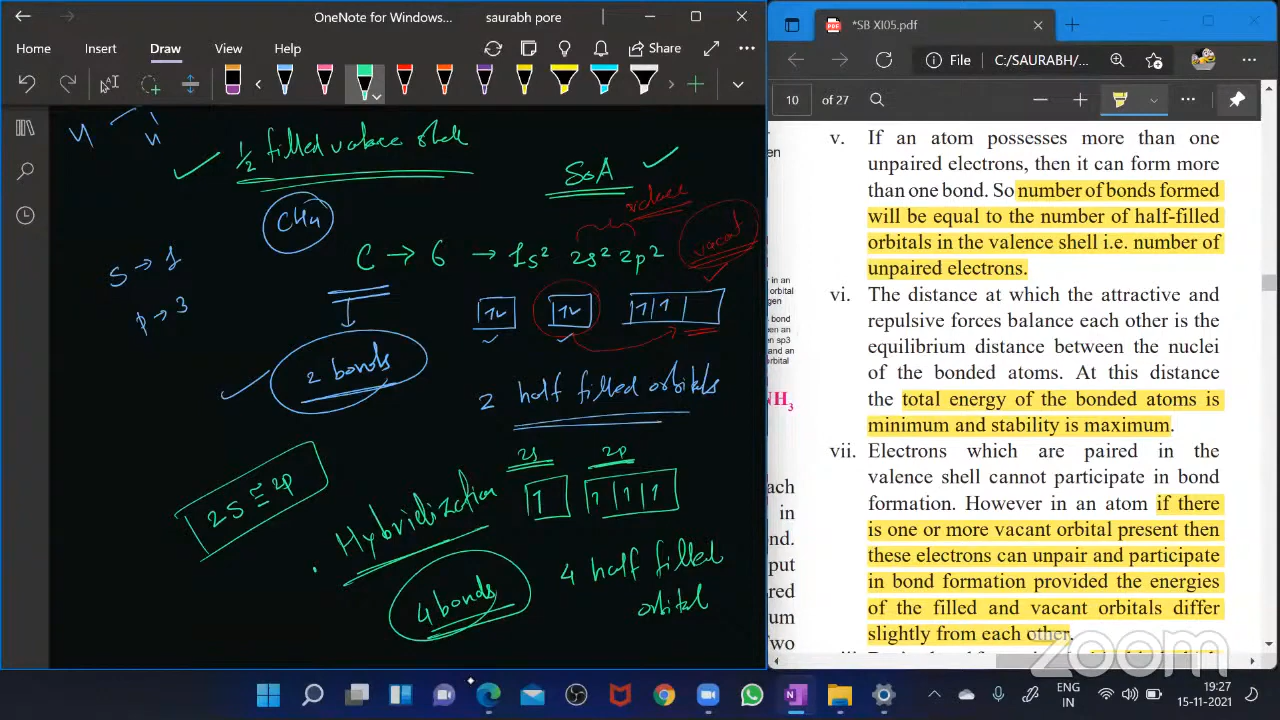 OneNote for Windows...
saurabh pore
Home
Insert
Draw
View
Help
Share
½ filled valance shell
CH4
S → 1
p → 3
SOA
valance
vacant
C → 6 → 1s² 2s² 2p²
2 bonds
2 half filled orbitals
2s 2p
2S ≅ 2p
Hybridization
4 bonds
4 half filled
orbital
*SB XI05.pdf
File
C:/SAURABH/...
10 of 27
v. If an atom possesses more than one
unpaired electrons, then it can form more
than one bond. So number of bonds formed
will be equal to the number of half-filled
orbitals in the valence shell i.e. number of
unpaired electrons.
vi. The distance at which the attractive and
repulsive forces balance each other is the
equilibrium distance between the nuclei
of the bonded atoms. At this distance
the total energy of the bonded atoms is
minimum and stability is maximum.
vii. Electrons which are paired in the
valence shell cannot participate in bond
formation. However in an atom if there
is one or more vacant orbital present then
these electrons can unpair and participate
in bond formation provided the energies
of the filled and vacant orbitals differ
slightly from each other.
NH3
zoom
ENG
IN
19:27
15-11-2021